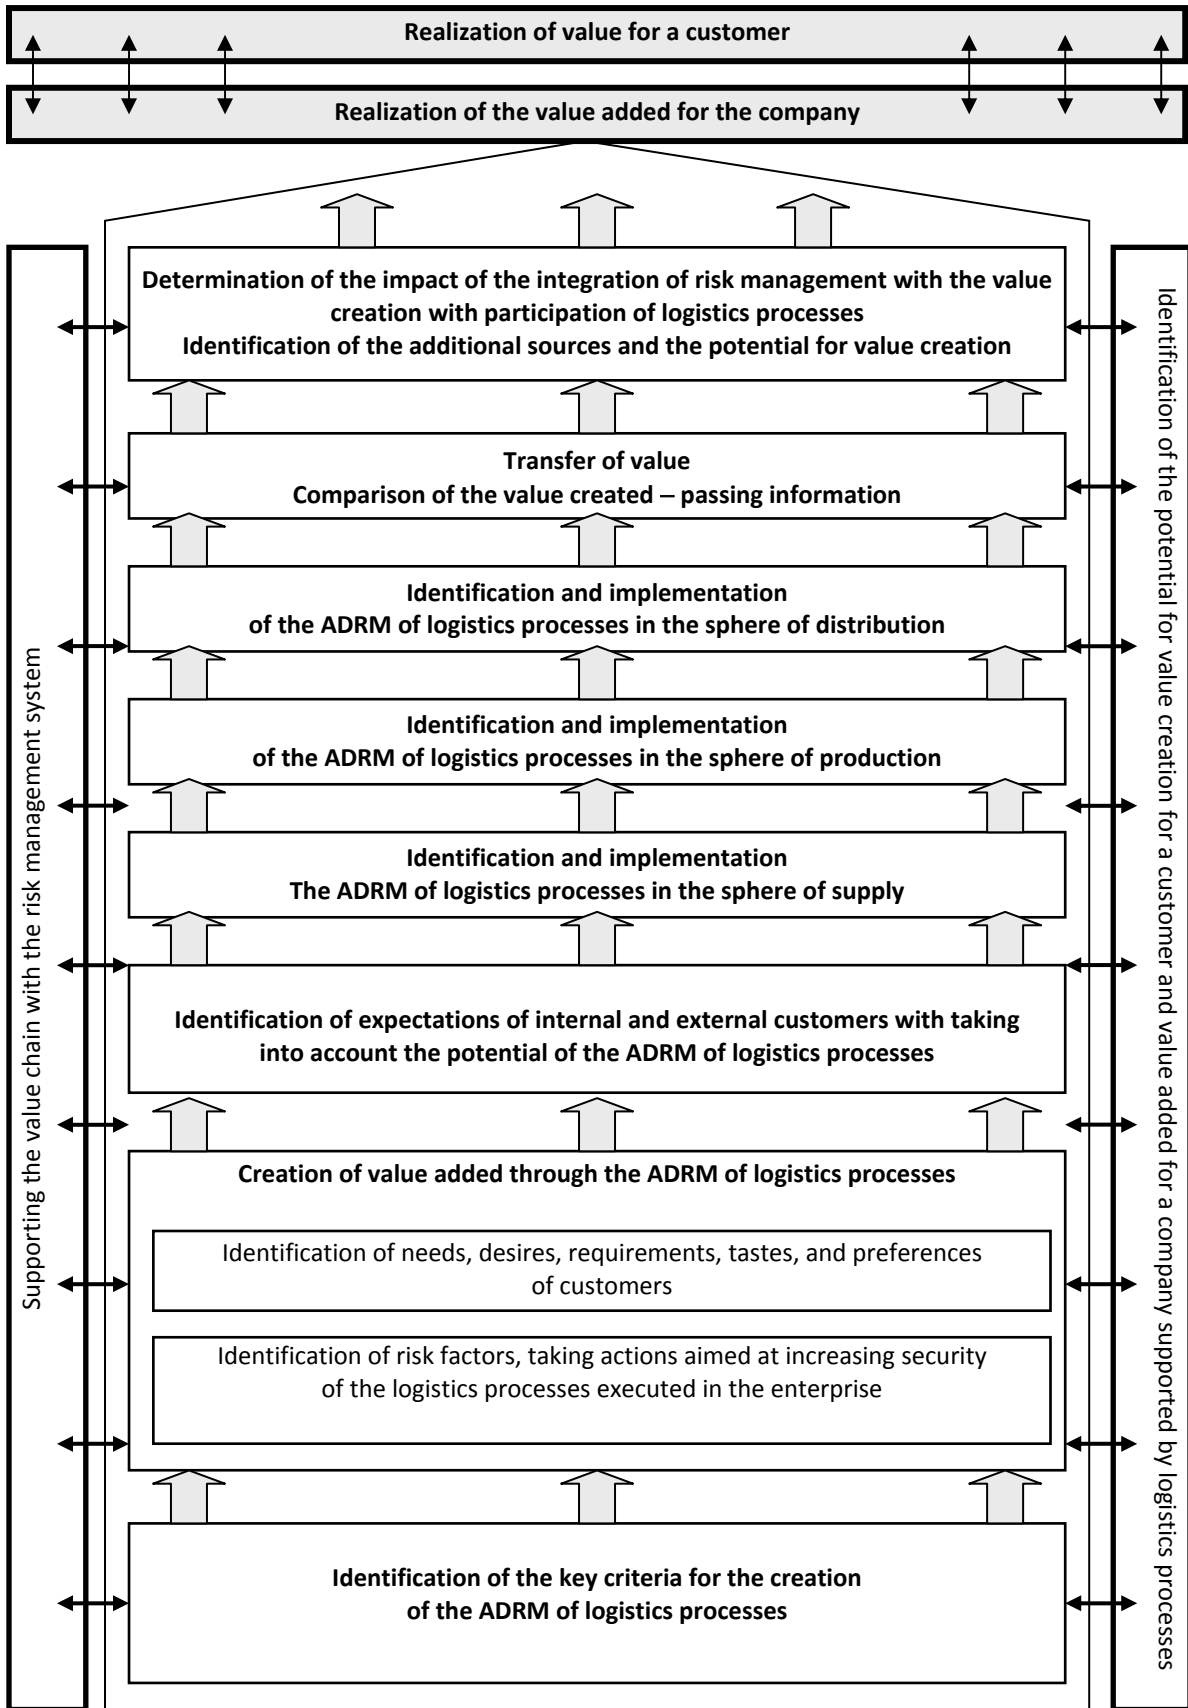 Realization of value for a customer
Realization of the value added for the company
Supporting the value chain with the risk management system
Determination of the impact of the integration of risk management with the value
creation with participation of logistics processes
Identification of the additional sources and the potential for value creation
Transfer of value
Comparison of the value created – passing information
Identification and implementation
of the ADRM of logistics processes in the sphere of distribution
Identification and implementation
of the ADRM of logistics processes in the sphere of production
Identification and implementation
The ADRM of logistics processes in the sphere of supply
Identification of expectations of internal and external customers with taking
into account the potential of the ADRM of logistics processes
Creation of value added through the ADRM of logistics processes
Identification of needs, desires, requirements, tastes, and preferences
of customers
Identification of risk factors, taking actions aimed at increasing security
of the logistics processes executed in the enterprise
Identification of the key criteria for the creation
of the ADRM of logistics processes
Identification of the potential for value creation for a customer and value added for a company supported by logistics processes